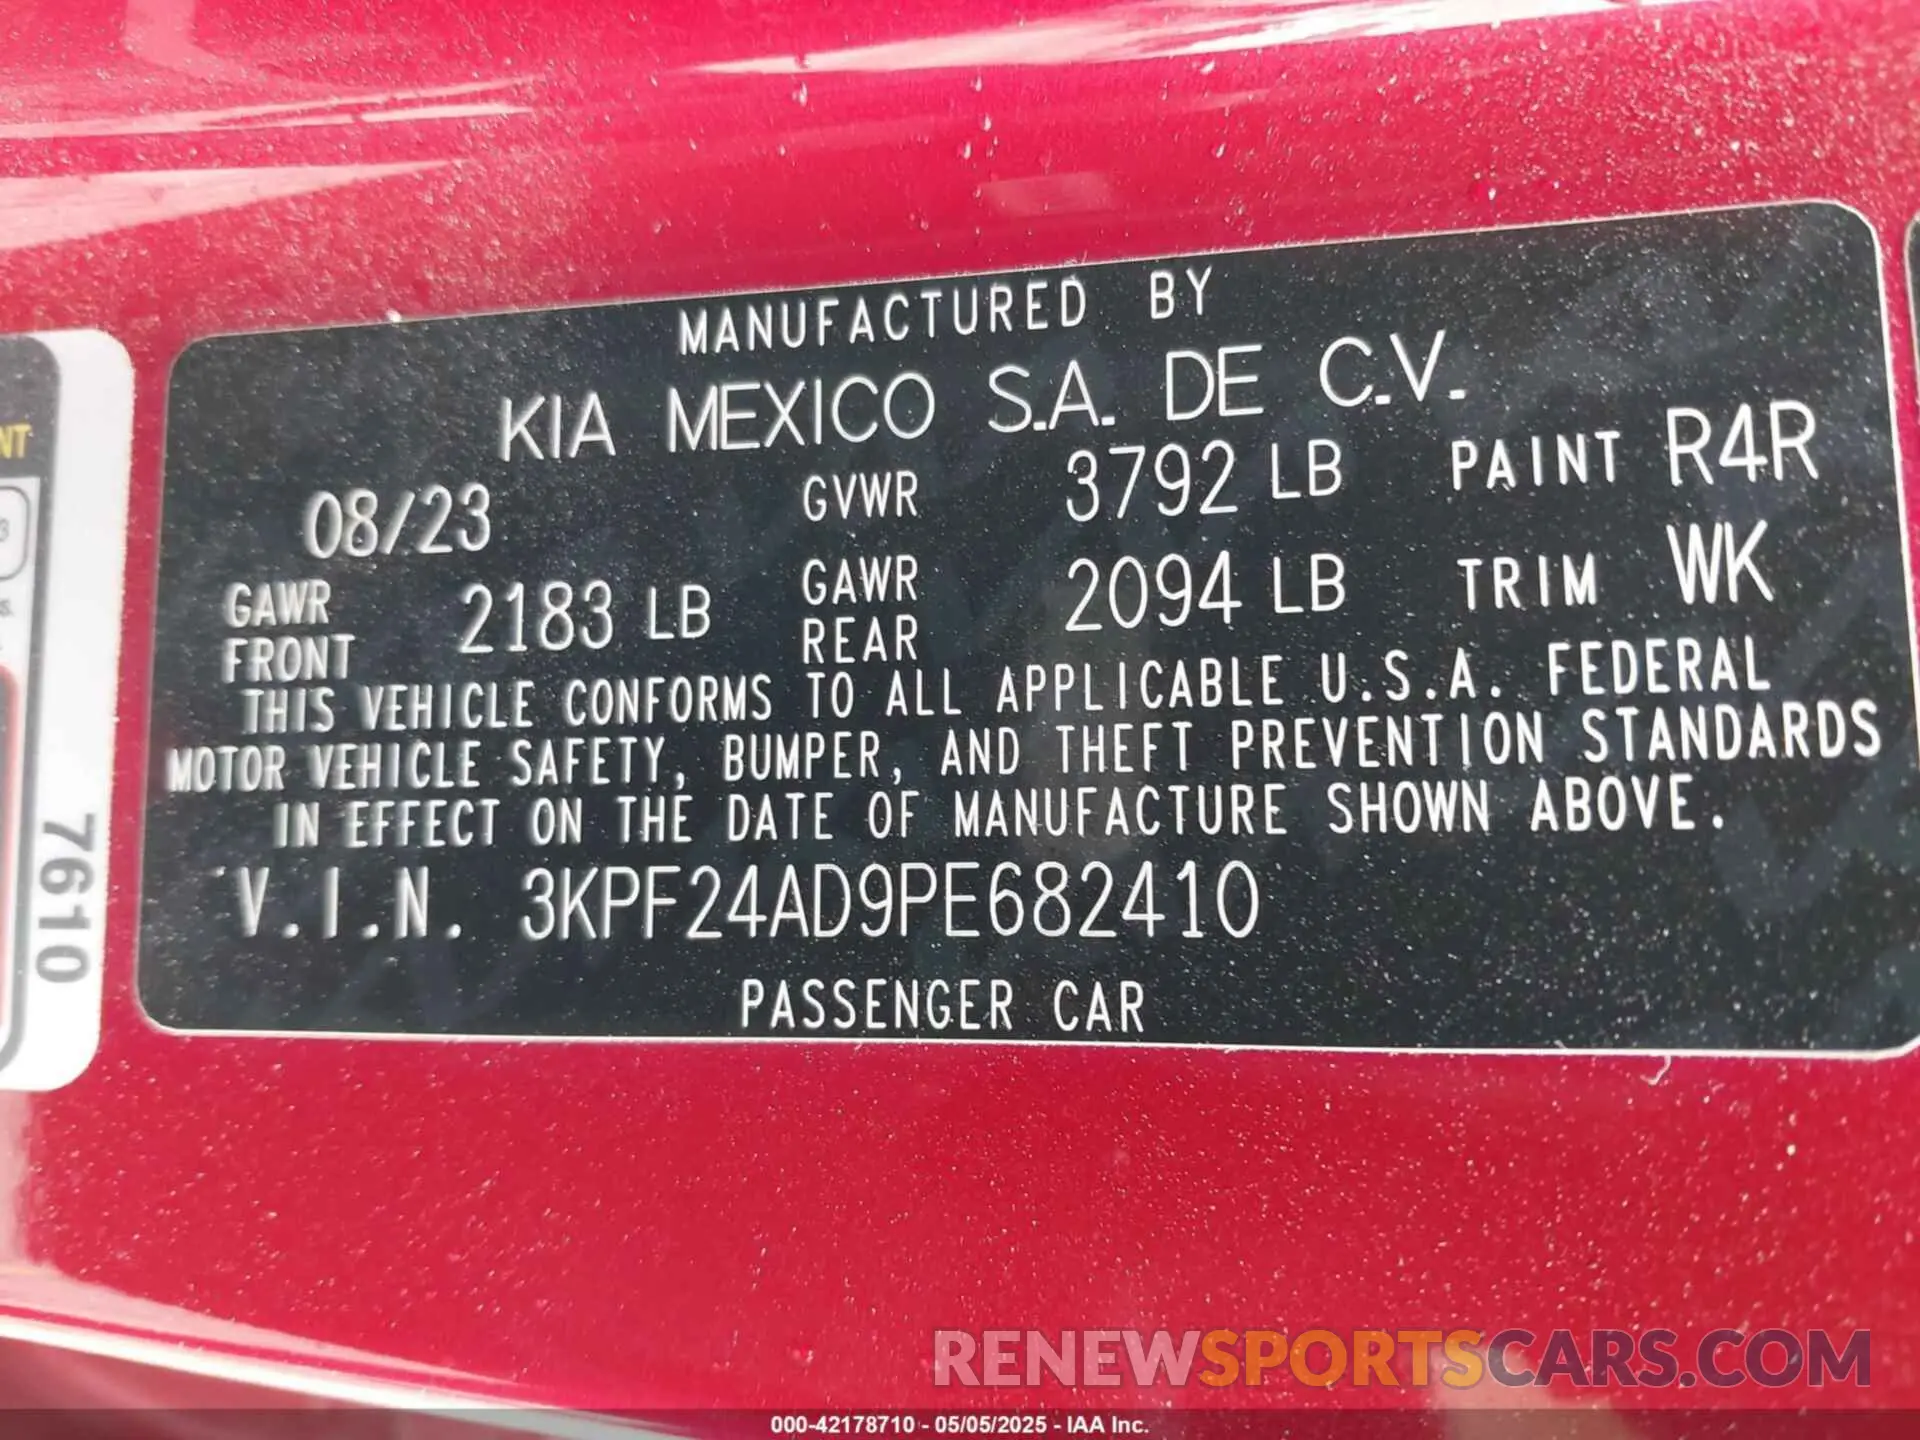 MANUFACTURED BY
KIA MEXICO S.A. DE C.V.
08/23 GVWR 3792 LB PAINT R4R
GAWR FRONT 2183 LB GAWR REAR 2094 LB TRIM WK
THIS VEHICLE CONFORMS TO ALL APPLICABLE U.S.A. FEDERAL
MOTOR VEHICLE SAFETY, BUMPER, AND THEFT PREVENTION STANDARDS
IN EFFECT ON THE DATE OF MANUFACTURE SHOWN ABOVE.
V.I.N. 3KPF24AD9PE682410
PASSENGER CAR
NT
3
7610
RENEWSPORTSCARS.COM
000-42178710 - 05/05/2025 - IAA Inc.